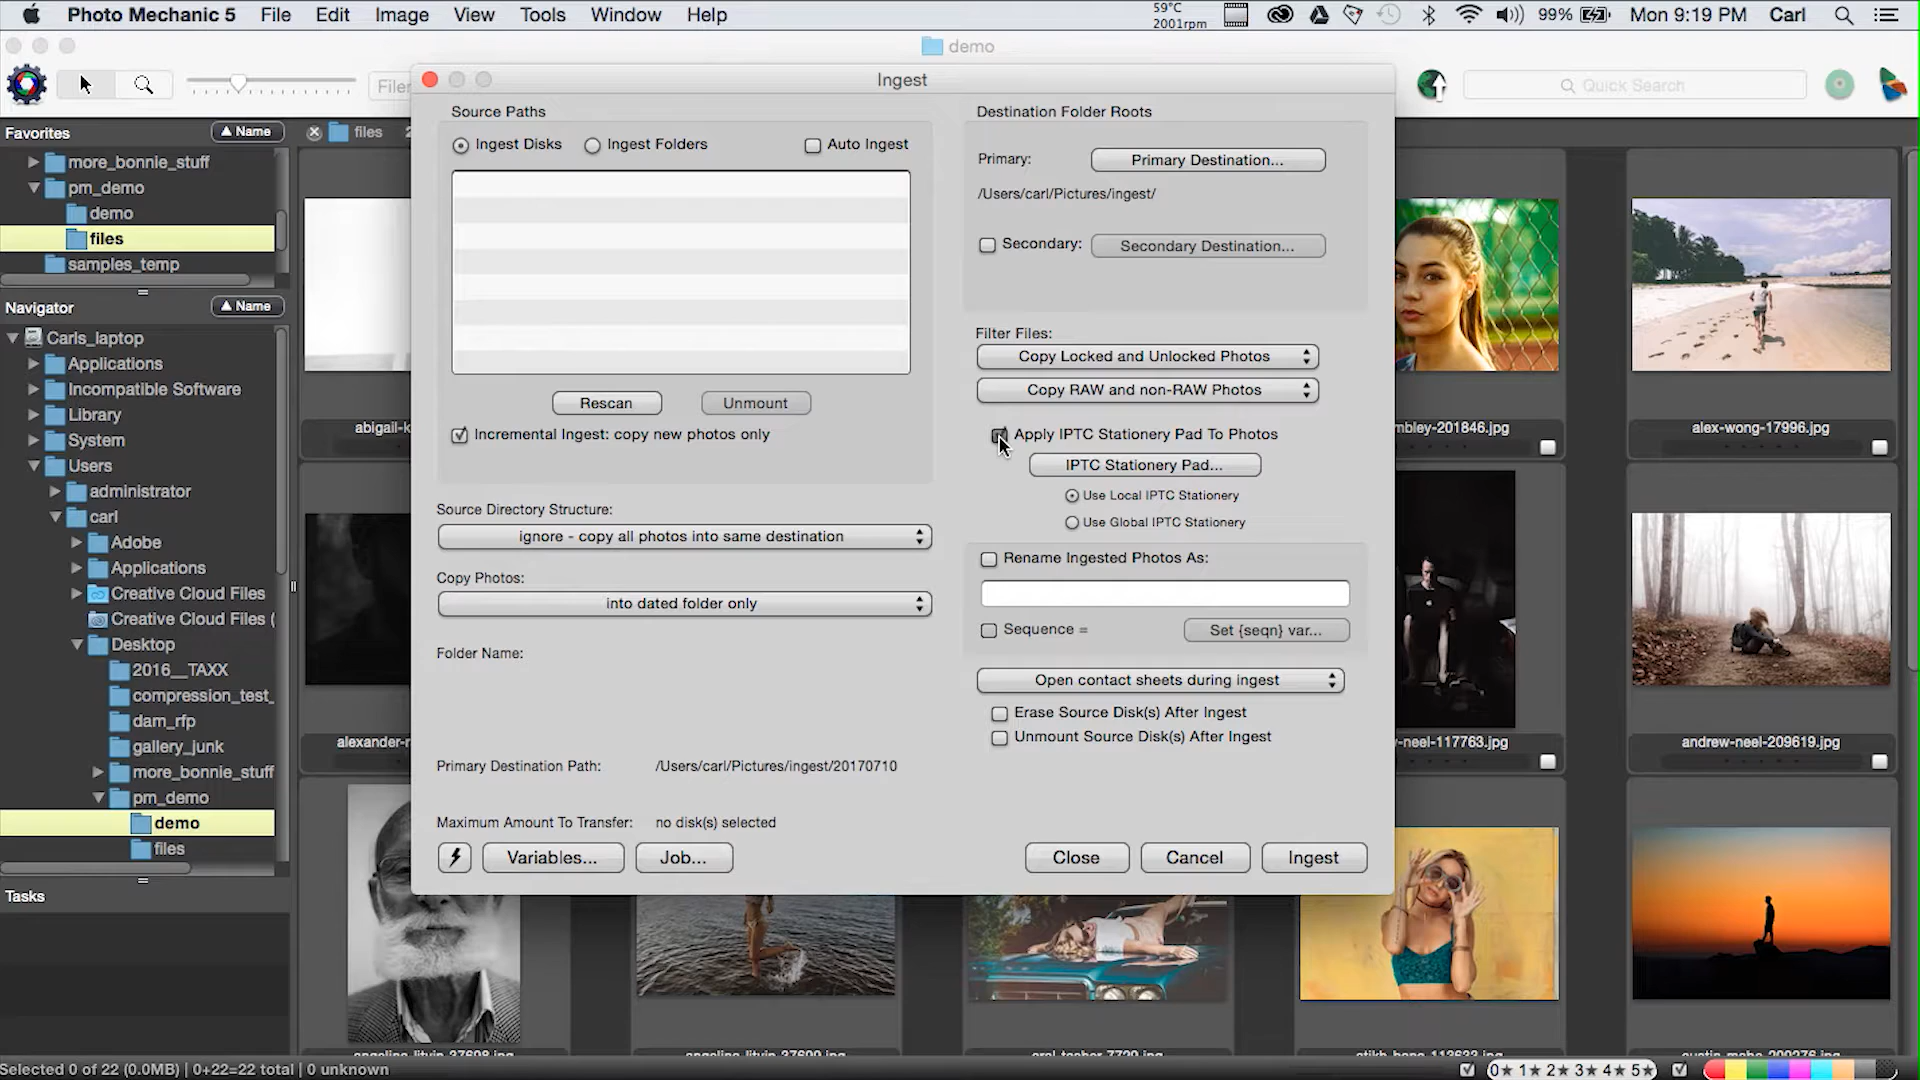 Photo Mechanic 5 File Edit Image View Tools Window Help
59°C
2001rpm
99% Mon 9:19 PM Carl
demo
Filer
Quick Search
Favorites Name
more_bonnie_stuff
pm_demo
demo
files
samples_temp
Navigator Name
Carls_laptop
Applications
Incompatible Software
Library
System
Users
administrator
carl
Adobe
Applications
Creative Cloud Files
Creative Cloud Files (
Desktop
2016__TAXX
compression_test_
dam_rfp
gallery_junk
more_bonnie_stuff
pm_demo
demo
files
Tasks
files
Ingest
Source Paths
Ingest Disks Ingest Folders Auto Ingest
Rescan Unmount
Incremental Ingest: copy new photos only
Source Directory Structure:
ignore - copy all photos into same destination
Copy Photos:
into dated folder only
Folder Name:
Primary Destination Path: /Users/carl/Pictures/ingest/20170710
Maximum Amount To Transfer: no disk(s) selected
Variables... Job...
Destination Folder Roots
Primary: Primary Destination...
/Users/carl/Pictures/ingest/
Secondary: Secondary Destination...
Filter Files:
Copy Locked and Unlocked Photos
Copy RAW and non-RAW Photos
Apply IPTC Stationery Pad To Photos
IPTC Stationery Pad...
Use Local IPTC Stationery
Use Global IPTC Stationery
Rename Ingested Photos As:
Sequence = Set {seqn} var...
Open contact sheets during ingest
Erase Source Disk(s) After Ingest
Unmount Source Disk(s) After Ingest
Close Cancel Ingest
abigail-k
mbley-201846.jpg
alex-wong-17996.jpg
-neel-117763.jpg
andrew-neel-209619.jpg
Selected 0 of 22 (0.0MB) | 0+22=22 total | 0 unknown
0★ 1★ 2★ 3★ 4★ 5★